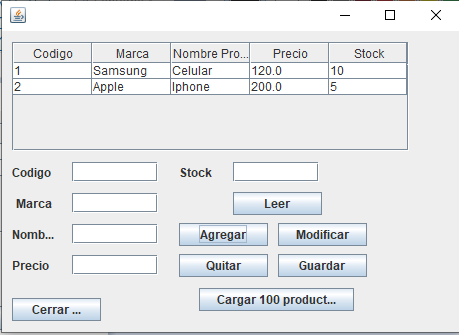 Codigo Marca Nombre Pro... Precio Stock
1 Samsung Celular 120.0 10
2 Apple Iphone 200.0 5
Codigo Stock
Marca Leer
Nomb... Agregar Modificar
Precio Quitar Guardar
Cargar 100 product...
Cerrar ...